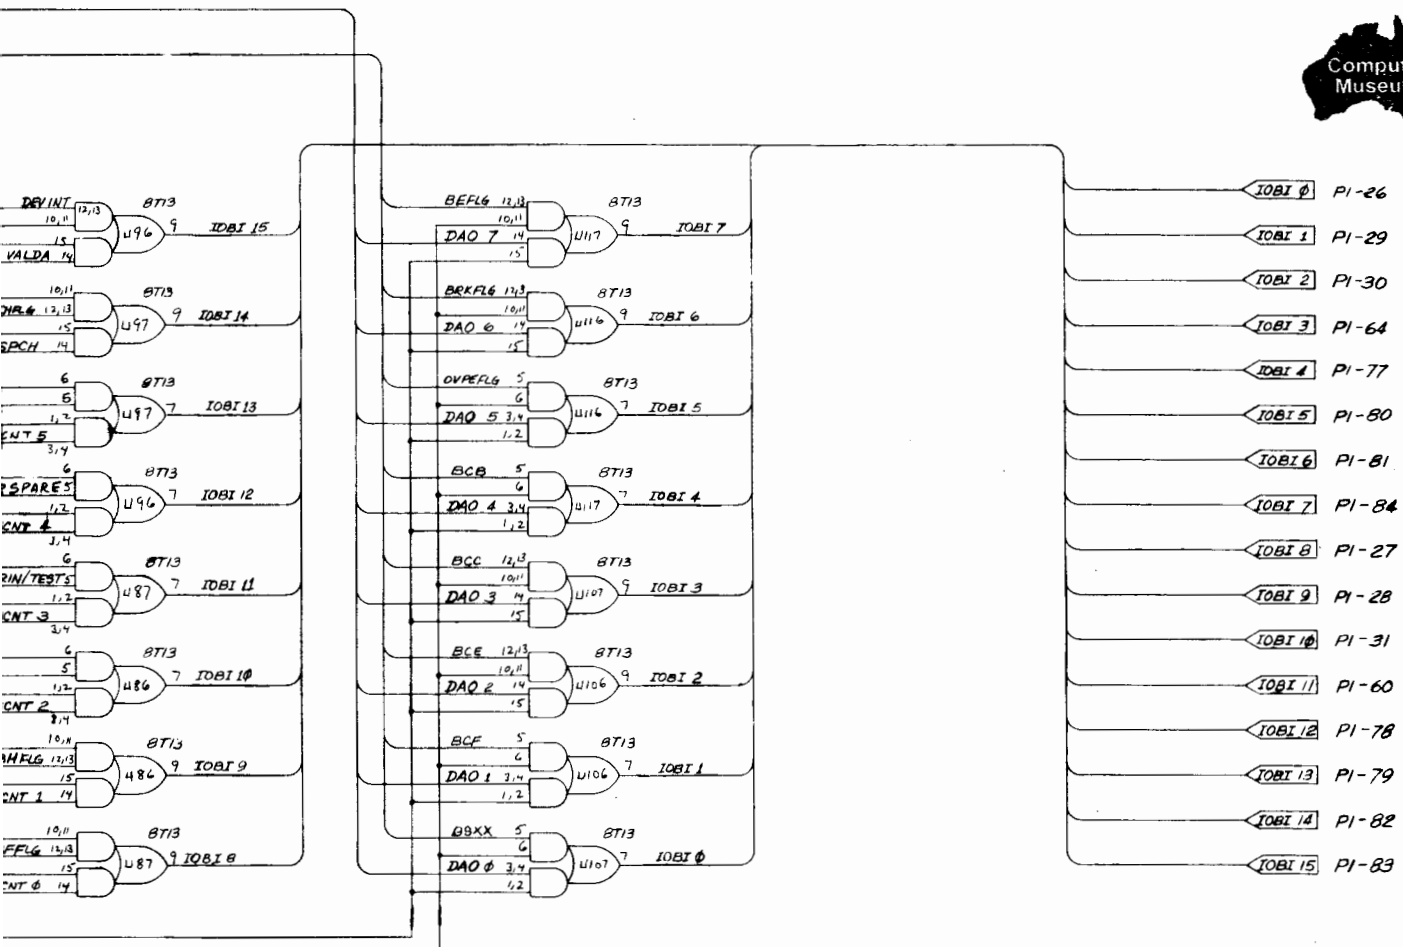 Comput
Museu
DEV INT 12,13 8T13
10,11 U96 9 IOBI 15
15
VALDA 14
10,11 8T13
12,13 U97 9 IOBI 14
15
SPCH 14
6 8T13
5 U97 7 IOBI 13
1,2
CNT 5
3,4
6 8T13
SPARE 5 U96 7 IOBI 12
1,2
CNT 4
3,4
6 8T13
RIN/TEST 5 U87 7 IOBI 11
1,2
CNT 3
3,4
6 8T13
5 U86 7 IOBI 10
1,2
CNT 2
3,4
10,11 8T13
HFLG 12,13 U86 9 IOBI 9
15
CNT 1 14
10,11 8T13
FFLG 12,13 U87 9 IOBI 8
15
CNT 0 14
BEFLG 12,13 8T13
10,11 U117 9 IOBI 7
DAO 7 14
15
BRKFLG 12,13 8T13
10,11 U116 9 IOBI 6
DAO 6 14
15
OVPEFLG 5 8T13
6 U116 7 IOBI 5
DAO 5 3,4
1,2
BCB 5 8T13
6 U117 7 IOBI 4
DAO 4 3,4
1,2
BCC 12,13 8T13
10,11 U107 9 IOBI 3
DAO 3 14
15
BCE 12,13 8T13
10,11 U106 9 IOBI 2
DAO 2 14
15
BCF 5 8T13
6 U106 7 IOBI 1
DAO 1 3,4
1,2
BSXX 5 8T13
6 U107 7 IOBI 0
DAO 0 3,4
1,2
IOBI 0 P1-26
IOBI 1 P1-29
IOBI 2 P1-30
IOBI 3 P1-64
IOBI 4 P1-77
IOBI 5 P1-80
IOBI 6 P1-81
IOBI 7 P1-84
IOBI 8 P1-27
IOBI 9 P1-28
IOBI 10 P1-31
IOBI 11 P1-60
IOBI 12 P1-78
IOBI 13 P1-79
IOBI 14 P1-82
IOBI 15 P1-83